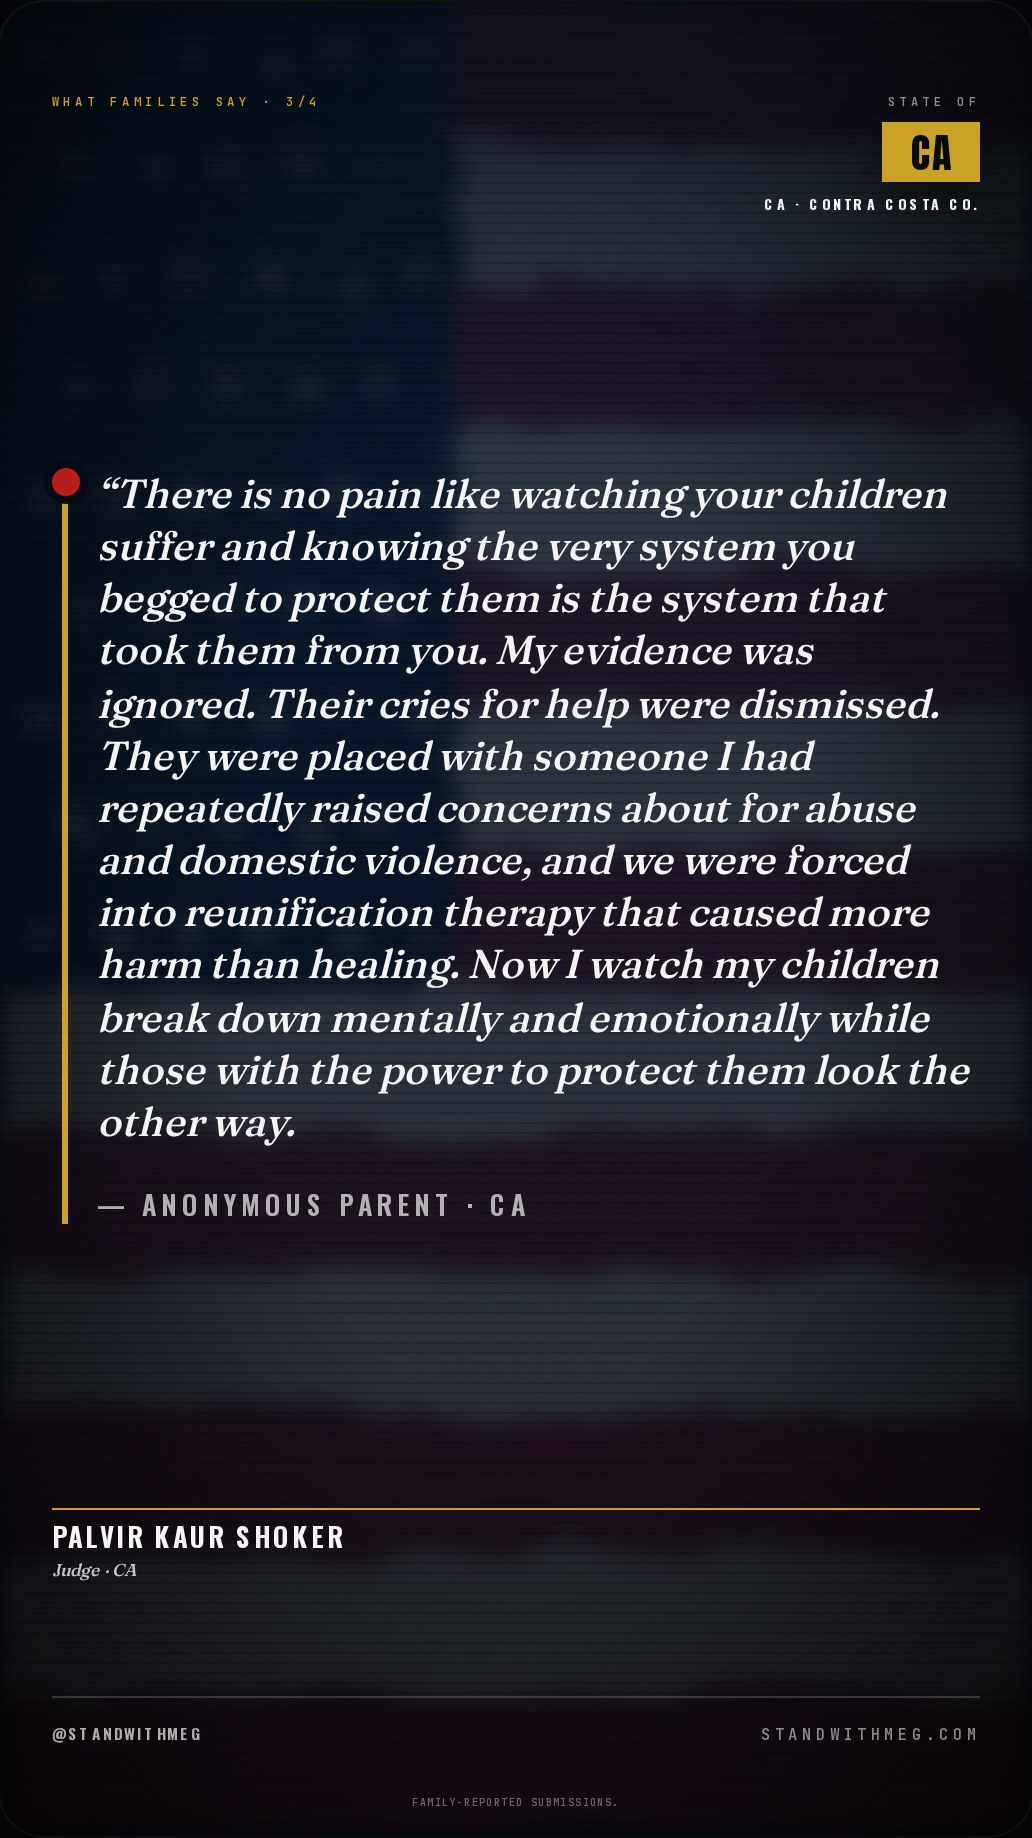 WHAT FAMILIES SAY · 3/4
STATE OF
CA
CA · CONTRA COSTA CO.
“There is no pain like watching your children
suffer and knowing the very system you
begged to protect them is the system that
took them from you. My evidence was
ignored. Their cries for help were dismissed.
They were placed with someone I had
repeatedly raised concerns about for abuse
and domestic violence, and we were forced
into reunification therapy that caused more
harm than healing. Now I watch my children
break down mentally and emotionally while
those with the power to protect them look the
other way.
— ANONYMOUS PARENT · CA
PALVIR KAUR SHOKER
Judge · CA
@STANDWITHMEG
STANDWITHMEG.COM
FAMILY-REPORTED SUBMISSIONS.